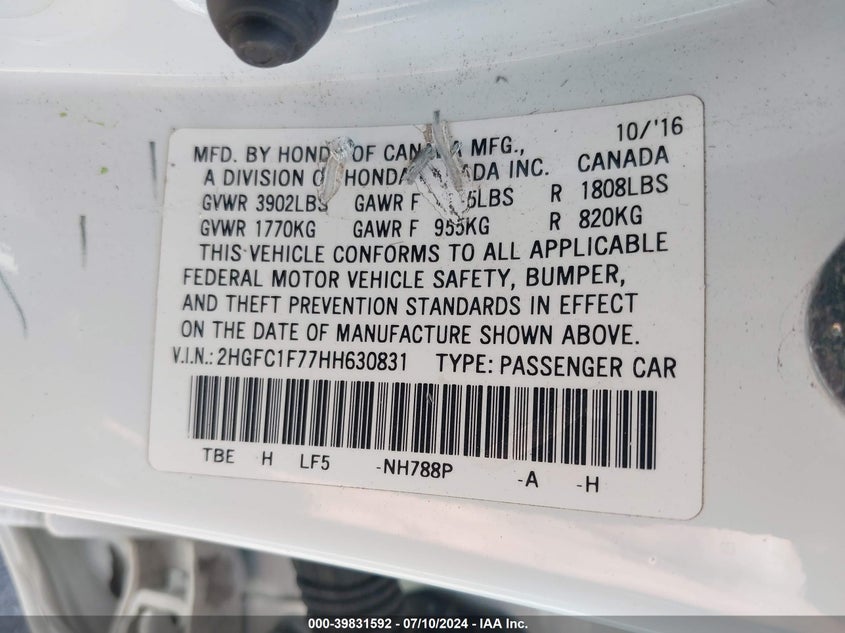 10/'16
MFD. BY HONDA OF CANADA MFG.,
A DIVISION OF HONDA CANADA INC. CANADA
GVWR 3902LBS GAWR F LBS R 1808LBS
GVWR 1770KG GAWR F 955KG R 820KG
THIS VEHICLE CONFORMS TO ALL APPLICABLE
FEDERAL MOTOR VEHICLE SAFETY, BUMPER,
AND THEFT PREVENTION STANDARDS IN EFFECT
ON THE DATE OF MANUFACTURE SHOWN ABOVE.
V.I.N.: 2HGFC1F77HH630831 TYPE: PASSENGER CAR
TBE H LF5 -NH788P -A -H
000-39831592 - 07/10/2024 - IAA Inc.